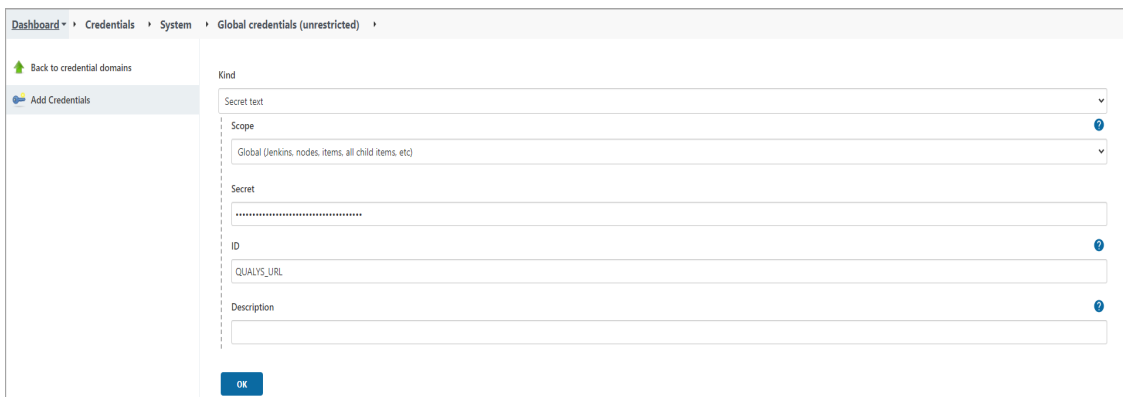 Dashboard Credentials System Global credentials (unrestricted)
Back to credential domains
Add Credentials
Kind
Secret text
Scope
Global (Jenkins, nodes, items, all child items, etc)
Secret
•••••••••••••••••••••••••••••••••••••
ID
QUALYS_URL
Description
OK